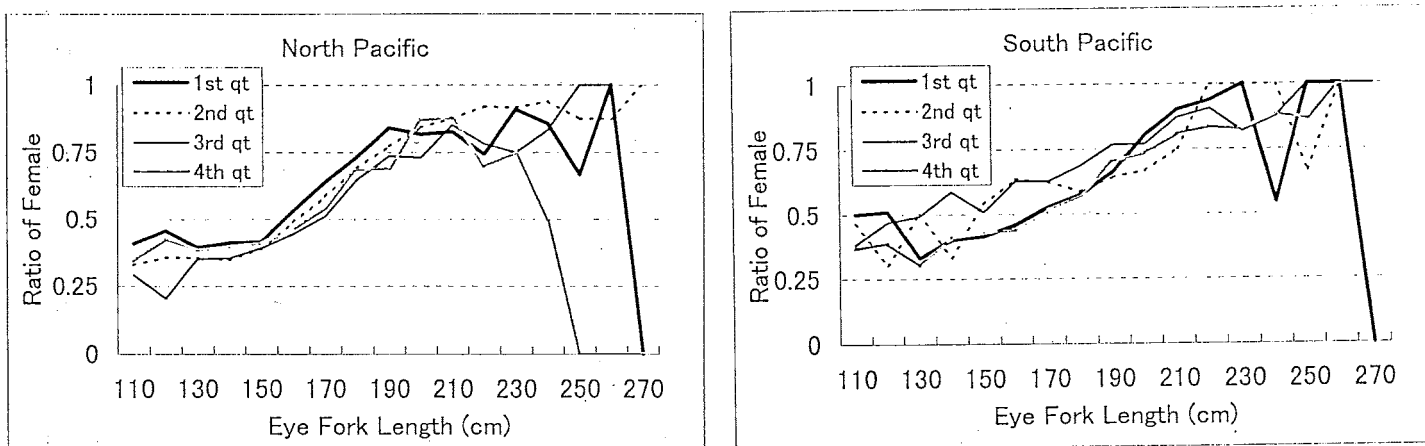 North Pacific
1st qt
2nd qt
3rd qt
4th qt
Ratio of Female
1
0.75
0.5
0.25
0
110 130 150 170 190 210 230 250 270
Eye Fork Length (cm)
South Pacific
1st qt
2nd qt
3rd qt
4th qt
Ratio of Female
1
0.75
0.5
0.25
0
110 130 150 170 190 210 230 250 270
Eye Fork Length (cm)